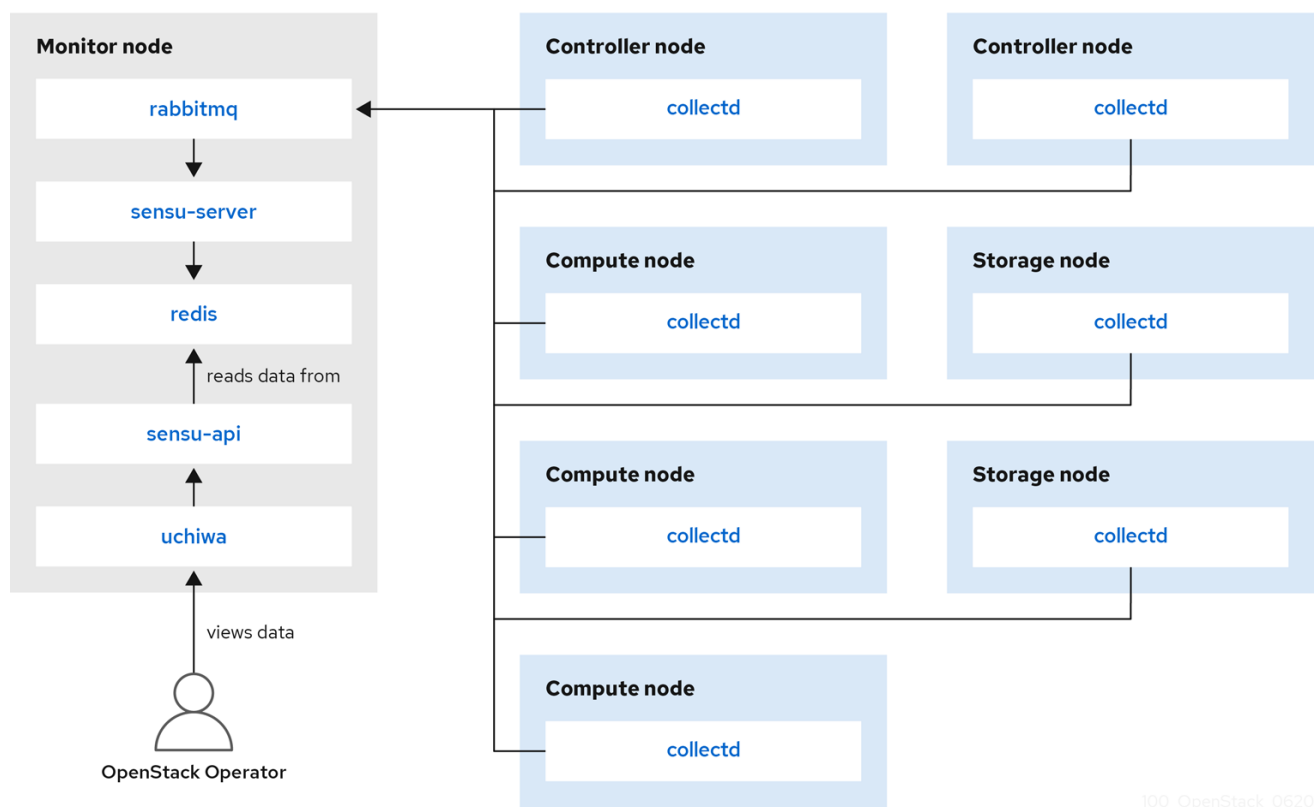 Monitor node
rabbitmq
sensu-server
redis
reads data from
sensu-api
uchiwa
views data
OpenStack Operator
Controller node
collectd
Controller node
collectd
Compute node
collectd
Storage node
collectd
Compute node
collectd
Storage node
collectd
Compute node
collectd
100_OpenStack_0620